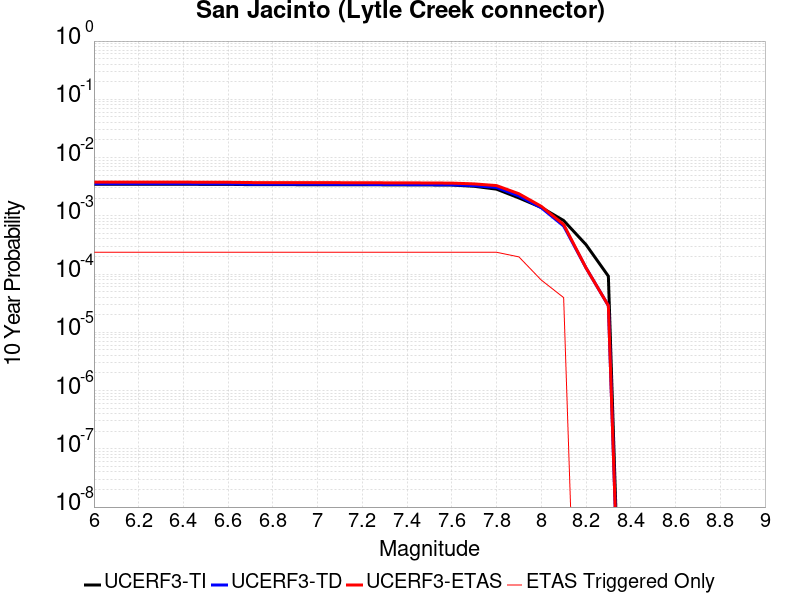 San Jacinto (Lytle Creek connector)
10 Year Probability
10^0
10^-1
10^-2
10^-3
10^-4
10^-5
10^-6
10^-7
10^-8
6 6.2 6.4 6.6 6.8 7 7.2 7.4 7.6 7.8 8 8.2 8.4 8.6 8.8 9
Magnitude
UCERF3-TI UCERF3-TD UCERF3-ETAS ETAS Triggered Only